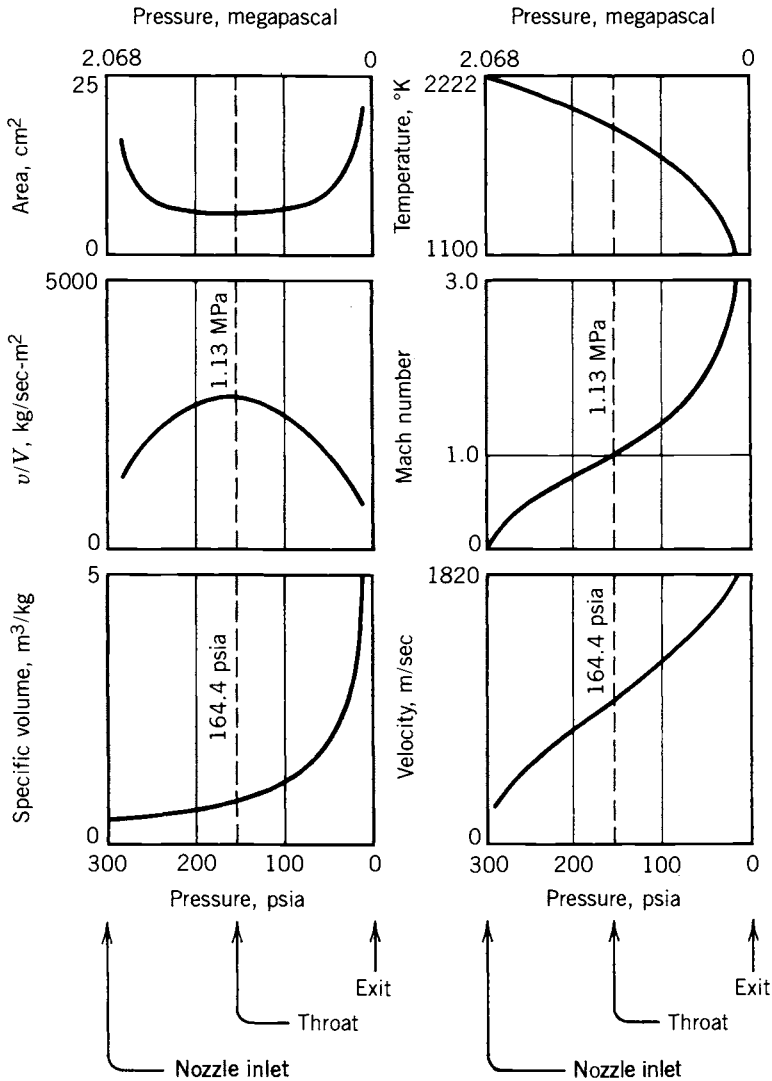 Pressure, megapascal
2.068 0
25
Area, cm²
0
5000
v/V, kg/sec-m²
1.13 MPa
0
5
Specific volume, m³/kg
164.4 psia
0
300 200 100 0
Pressure, psia
Exit
Throat
Nozzle inlet
Pressure, megapascal
2.068 0
2222
Temperature, °K
1100
3.0
Mach number
1.13 MPa
1.0
0
1820
Velocity, m/sec
164.4 psia
0
300 200 100 0
Pressure, psia
Exit
Throat
Nozzle inlet